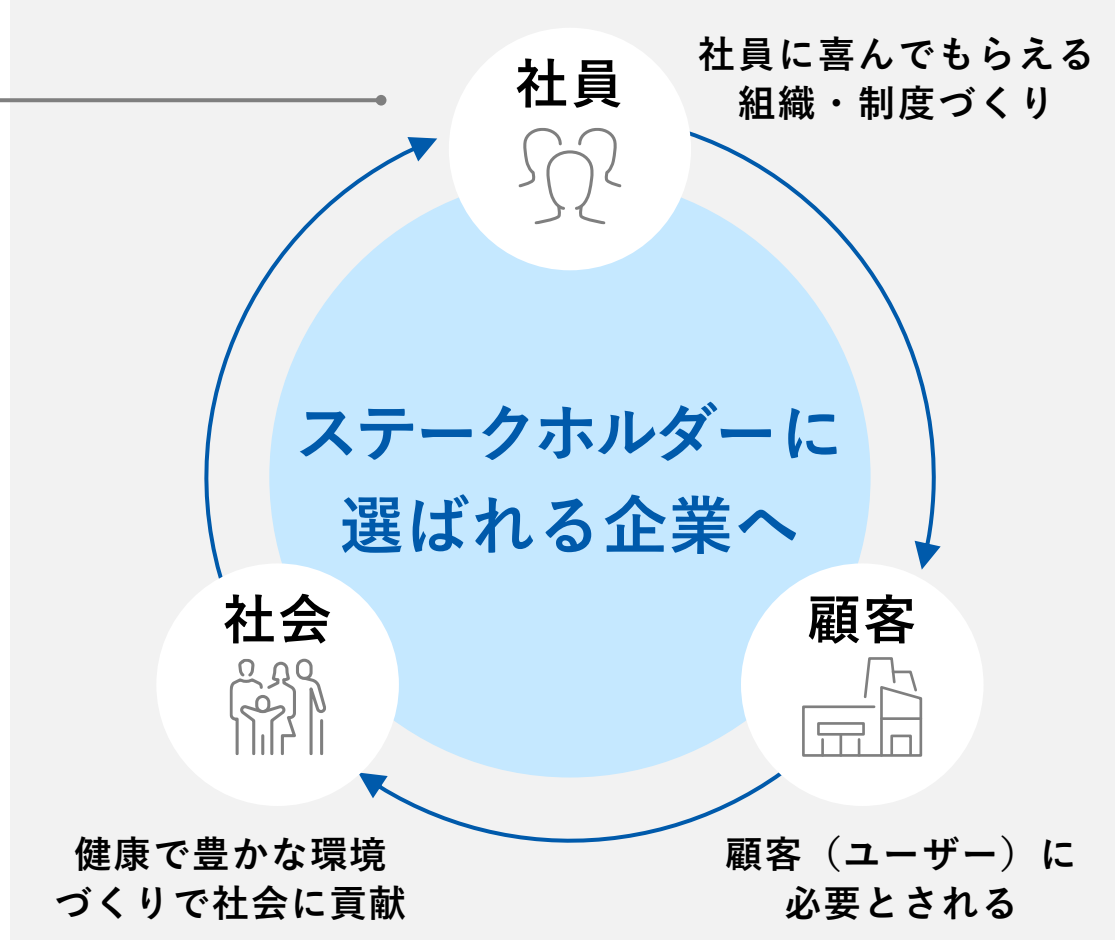 社員
社員に喜んでもらえる
組織・制度づくり
ステークホルダーに
選ばれる企業へ
社会
顧客
健康で豊かな環境
づくりで社会に貢献
顧客（ユーザー）に
必要とされる